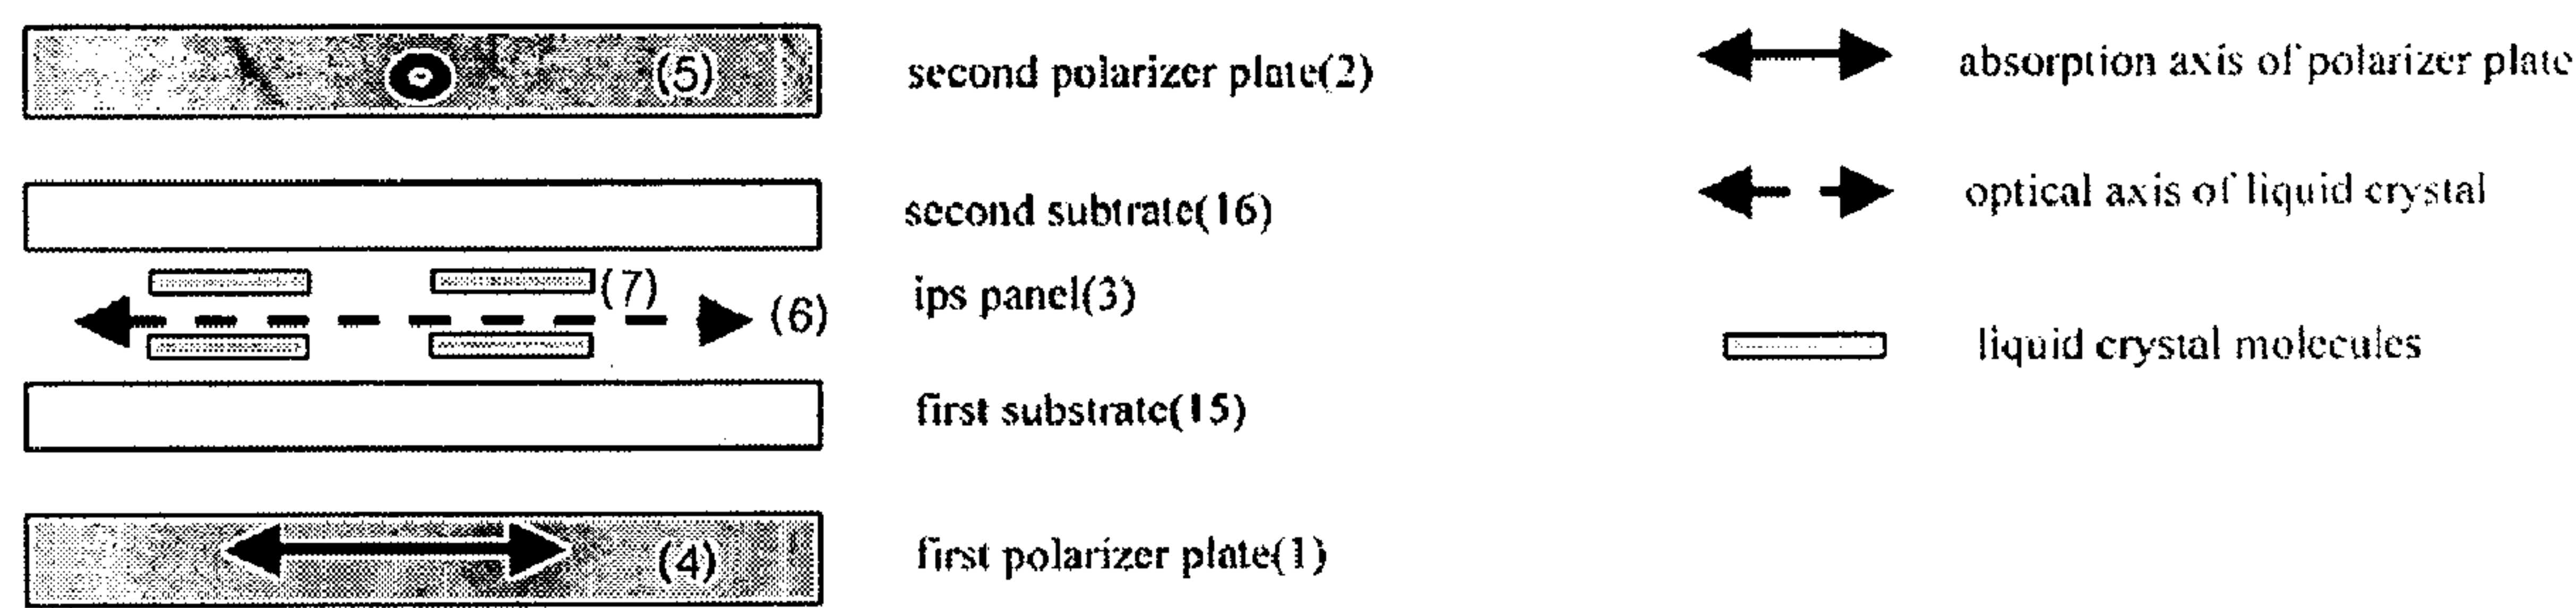 (5)
second polarizer plate(2)
absorption axis of polarizer plate
second subtrate(16)
optical axis of liquid crystal
(7)
ips panel(3)
(6)
liquid crystal molecules
first substrate(15)
(4)
first polarizer plate(1)